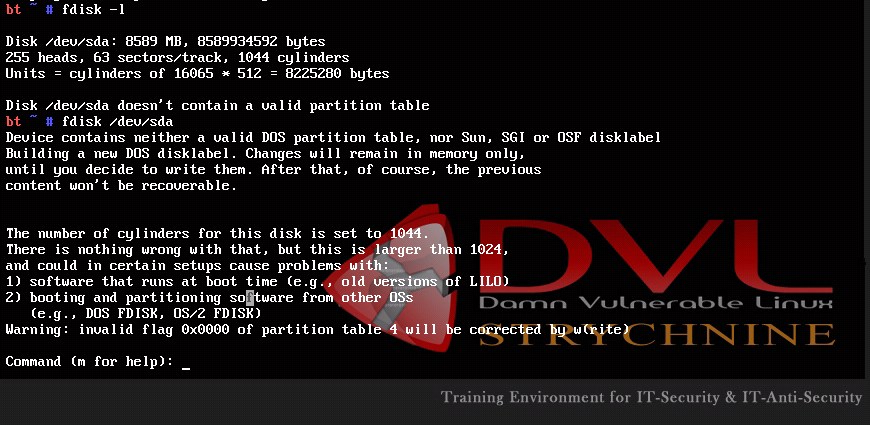 bt ~ # fdisk -l
Disk /dev/sda: 8589 MB, 8589934592 bytes
255 heads, 63 sectors/track, 1044 cylinders
Units = cylinders of 16065 * 512 = 8225280 bytes
Disk /dev/sda doesn't contain a valid partition table
bt ~ # fdisk /dev/sda
Device contains neither a valid DOS partition table, nor Sun, SGI or OSF disklabel
Building a new DOS disklabel. Changes will remain in memory only,
until you decide to write them. After that, of course, the previous
content won't be recoverable.
The number of cylinders for this disk is set to 1044.
There is nothing wrong with that, but this is larger than 1024,
and could in certain setups cause problems with:
1) software that runs at boot time (e.g., old versions of LILO)
2) booting and partitioning software from other OSs
(e.g., DOS FDISK, OS/2 FDISK)
Warning: invalid flag 0x0000 of partition table 4 will be corrected by w(rite)
Command (m for help): _
DVL
Damn Vulnerable Linux
STRYCHNINE
Training Environment for IT-Security & IT-Anti-Security